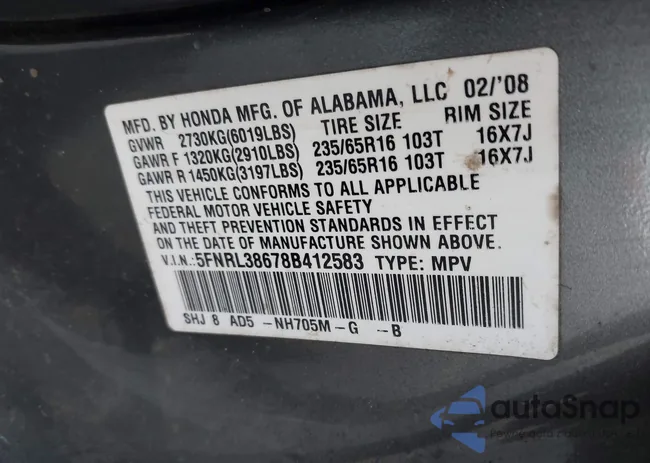 MFD. BY HONDA MFG. OF ALABAMA, LLC 02/'08
GVWR 2730KG(6019LBS) TIRE SIZE RIM SIZE
GAWR F 1320KG(2910LBS) 235/65R16 103T 16X7J
GAWR R 1450KG(3197LBS) 235/65R16 103T 16X7J
THIS VEHICLE CONFORMS TO ALL APPLICABLE
FEDERAL MOTOR VEHICLE SAFETY
AND THEFT PREVENTION STANDARDS IN EFFECT
ON THE DATE OF MANUFACTURE SHOWN ABOVE.
V.I.N.:5FNRL38678B412583 TYPE: MPV
SHJ 8 AD5 -NH705M-G -B
autoSnap